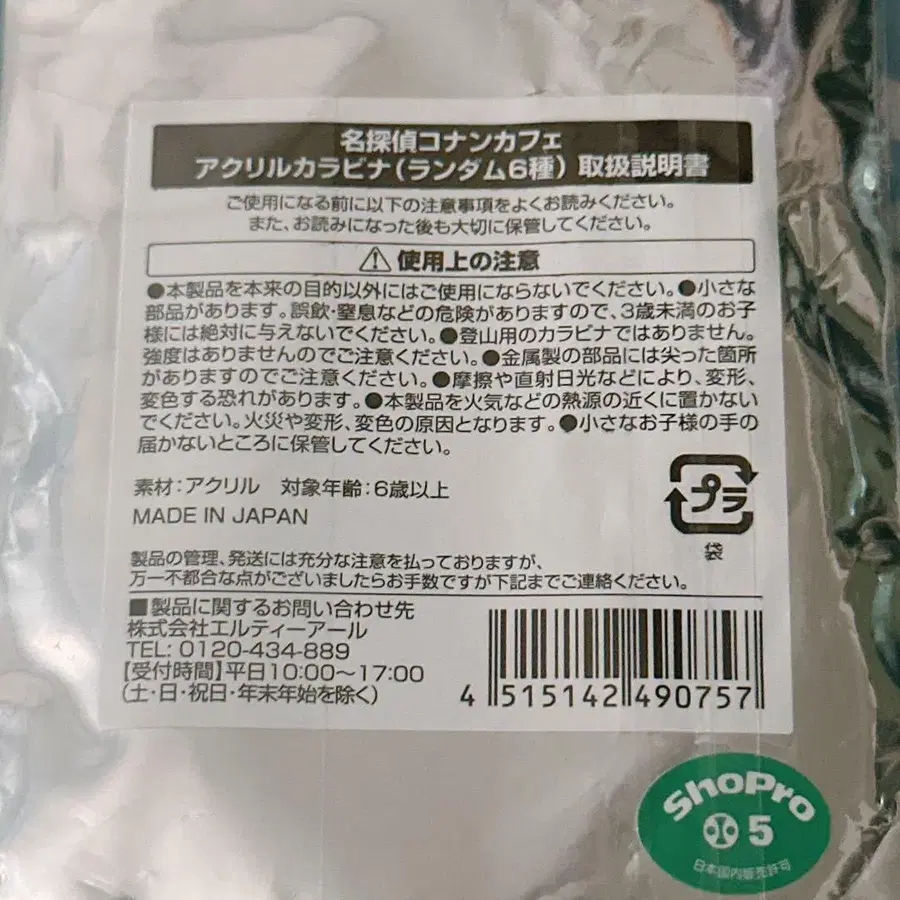 名探偵コナンカフェ
アクリルカラビナ(ランダム6種) 取扱説明書
ご使用になる前に以下の注意事項をよくお読みください。
また、お読みになった後も大切に保管してください。
使用上の注意
●本製品を本来の目的以外にはご使用にならないでください。●小さな
部品があります。誤飲・窒息などの危険がありますので、3歳未満のお子
様には絶対に与えないでください。●登山用のカラビナではありません。
強度はありませんのでご注意ください。●金属製の部品には尖った箇所
がありますのでご注意ください。●摩擦や直射日光などにより、変形、
変色する恐れがあります。●本製品を火気などの熱源の近くに置かない
でください。火災や変形、変色の原因となります。●小さなお子様の手の
届かないところに保管してください。
素材:アクリル 対象年齢:6歳以上
MADE IN JAPAN
プラ
袋
製品の管理、発送には充分な注意を払っておりますが、
万一不都合な点がございましたらお手数ですが下記までご連絡ください。
■製品に関するお問い合わせ先
株式会社エルティーアール
TEL: 0120-434-889
【受付時間】平日10:00〜17:00
(土・日・祝日・年末年始を除く)
4 515142 490757
ShoPro
5
日本国内販売許可